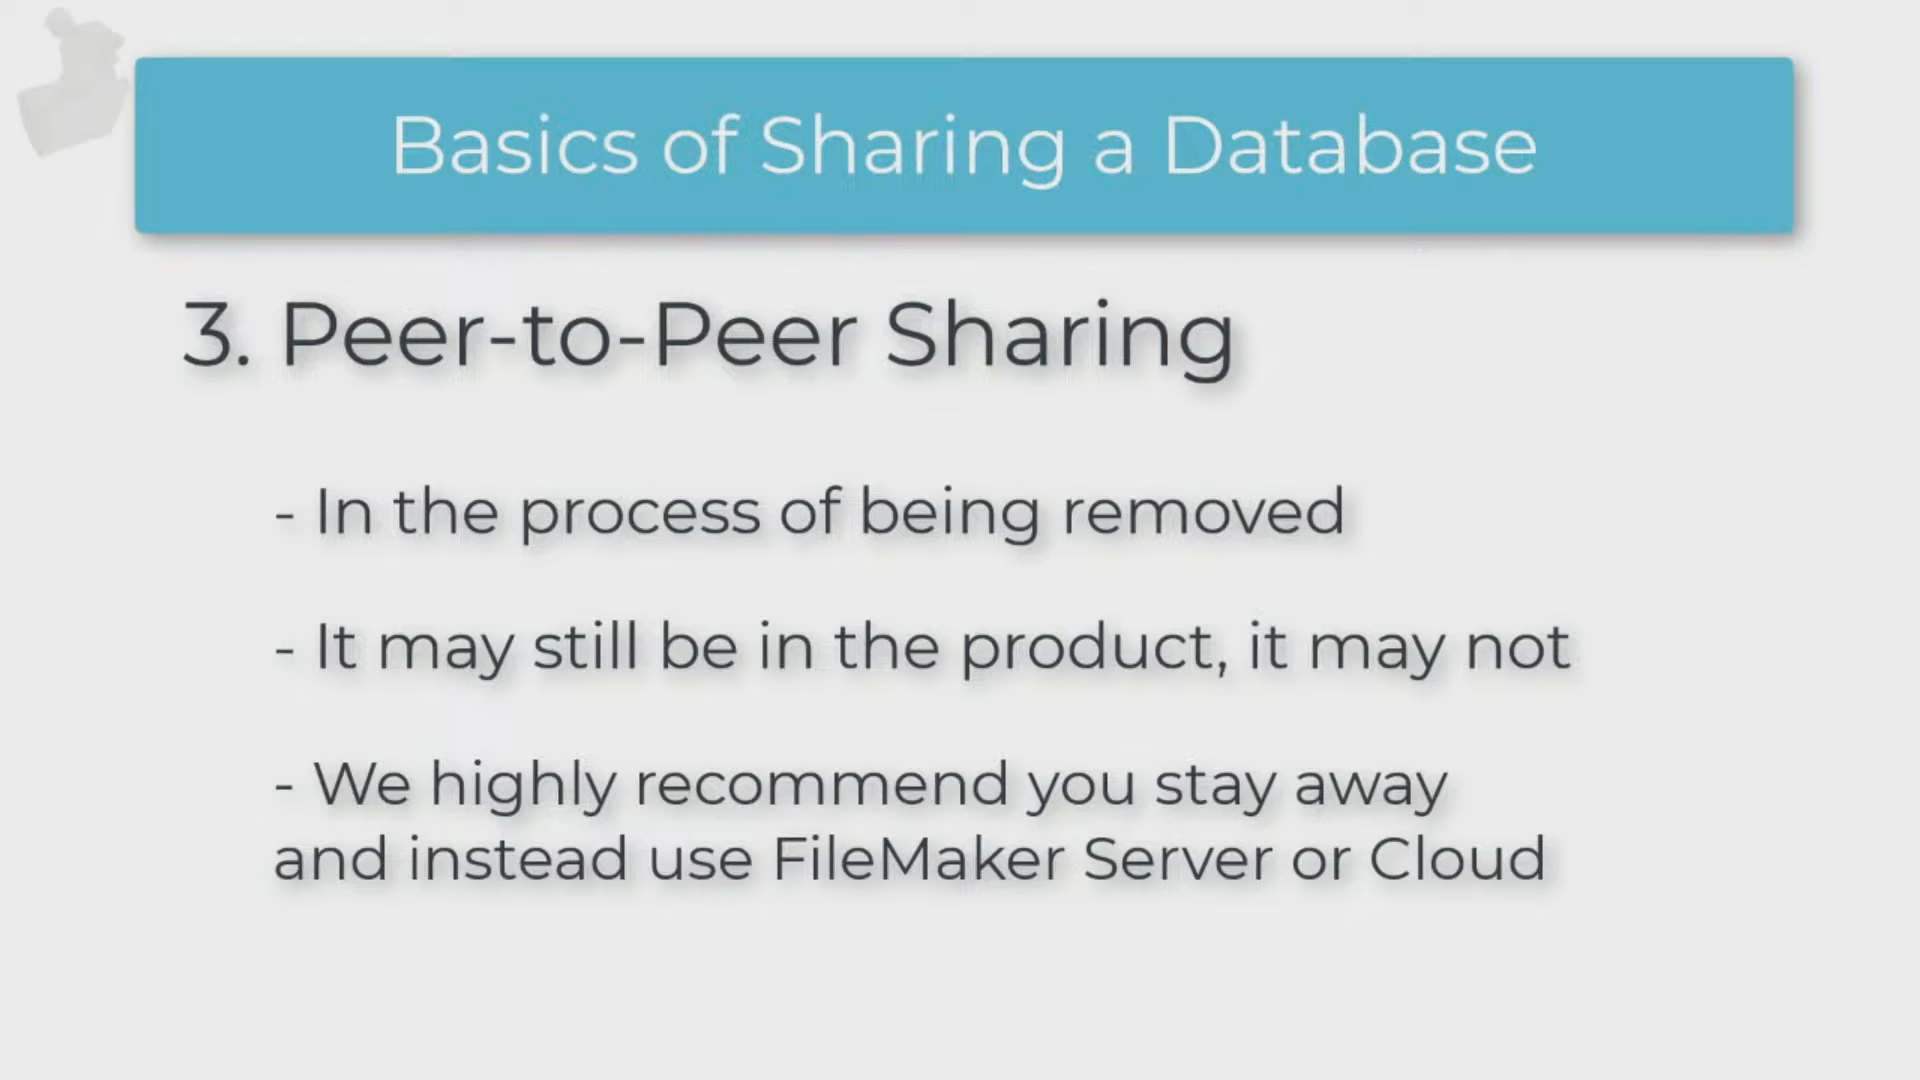 Basics of Sharing a Database
3. Peer-to-Peer Sharing
- In the process of being removed
- It may still be in the product, it may not
- We highly recommend you stay away
and instead use FileMaker Server or Cloud